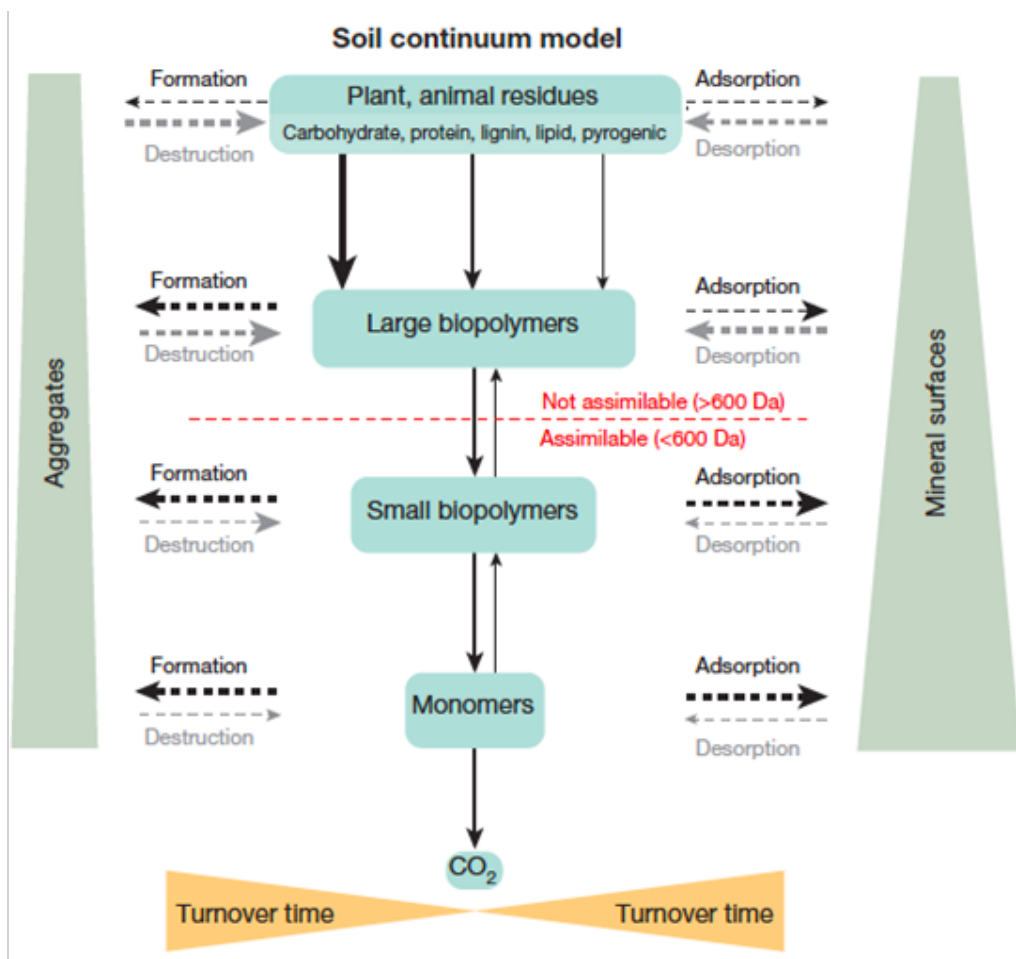 Soil continuum model
Formation
Adsorption
Plant, animal residues
Carbohydrate, protein, lignin, lipid, pyrogenic
Destruction
Desorption
Formation
Adsorption
Large biopolymers
Destruction
Desorption
Not assimilable (>600 Da)
Assimilable (<600 Da)
Aggregates
Mineral surfaces
Formation
Adsorption
Small biopolymers
Destruction
Desorption
Formation
Adsorption
Monomers
Destruction
Desorption
CO₂
Turnover time
Turnover time